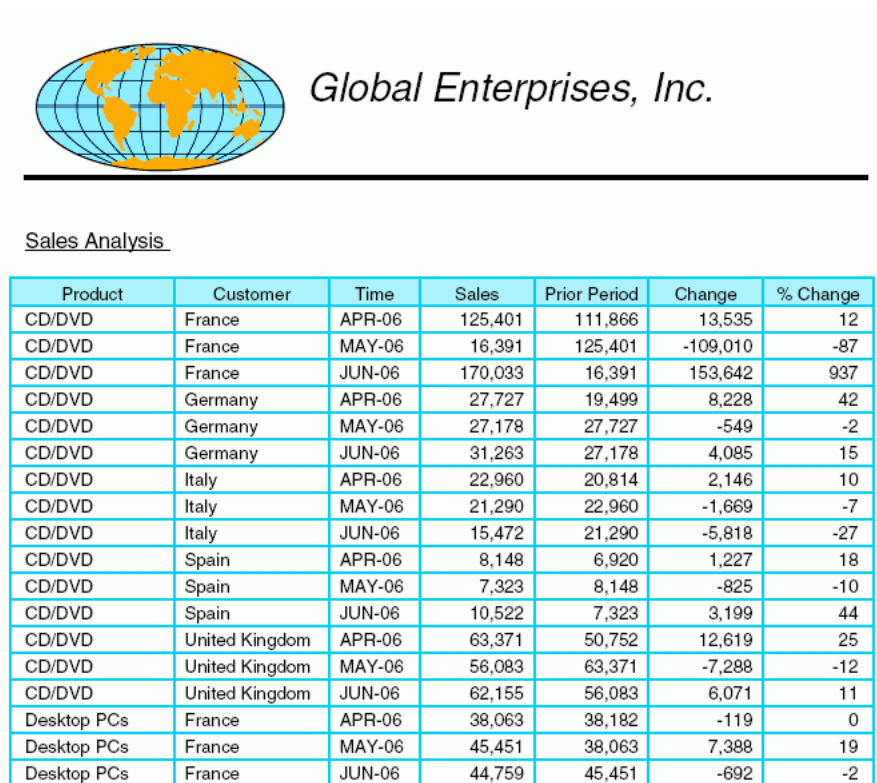 Global Enterprises, Inc.
Sales Analysis
Product Customer Time Sales Prior Period Change % Change
CD/DVD France APR-06 125,401 111,866 13,535 12
CD/DVD France MAY-06 16,391 125,401 -109,010 -87
CD/DVD France JUN-06 170,033 16,391 153,642 937
CD/DVD Germany APR-06 27,727 19,499 8,228 42
CD/DVD Germany MAY-06 27,178 27,727 -549 -2
CD/DVD Germany JUN-06 31,263 27,178 4,085 15
CD/DVD Italy APR-06 22,960 20,814 2,146 10
CD/DVD Italy MAY-06 21,290 22,960 -1,669 -7
CD/DVD Italy JUN-06 15,472 21,290 -5,818 -27
CD/DVD Spain APR-06 8,148 6,920 1,227 18
CD/DVD Spain MAY-06 7,323 8,148 -825 -10
CD/DVD Spain JUN-06 10,522 7,323 3,199 44
CD/DVD United Kingdom APR-06 63,371 50,752 12,619 25
CD/DVD United Kingdom MAY-06 56,083 63,371 -7,288 -12
CD/DVD United Kingdom JUN-06 62,155 56,083 6,071 11
Desktop PCs France APR-06 38,063 38,182 -119 0
Desktop PCs France MAY-06 45,451 38,063 7,388 19
Desktop PCs France JUN-06 44,759 45,451 -692 -2